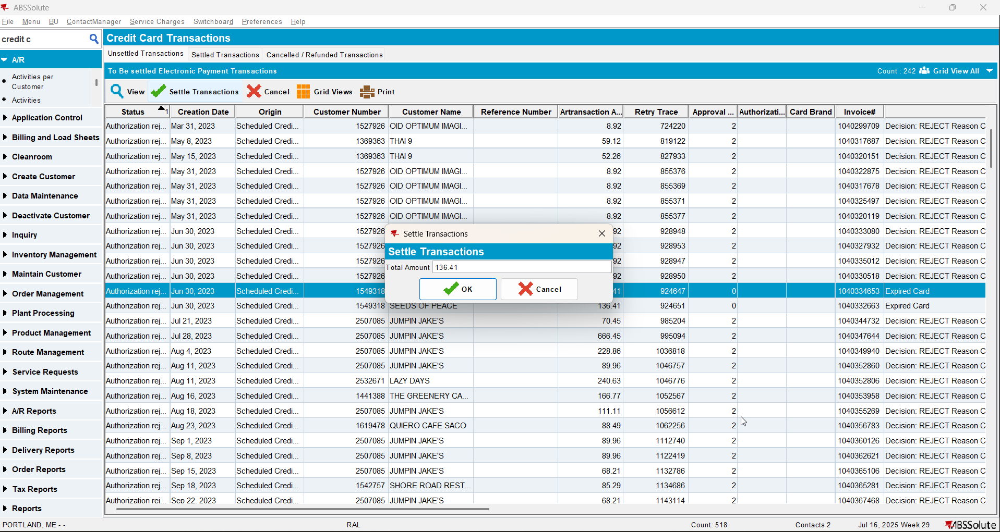 ABSSolute
File Menu BU ContactManager Service Charges Switchboard Preferences Help
credit c
Credit Card Transactions
Unsettled Transactions Settled Transactions Cancelled / Refunded Transactions
A/R
To Be settled Electronic Payment Transactions Count : 242 Grid View All
Activities per
Customer
Activities
View Settle Transactions Cancel Grid Views Print
Application Control
Billing and Load Sheets
Cleanroom
Create Customer
Data Maintenance
Deactivate Customer
Inquiry
Inventory Management
Maintain Customer
Order Management
Plant Processing
Product Management
Route Management
Service Requests
System Maintenance
A/R Reports
Billing Reports
Delivery Reports
Order Reports
Tax Reports
Reports
Status 1 Creation Date Origin Customer Number Customer Name Reference Number Artransaction A... Retry Trace Approval ... Authorizati... Card Brand Invoice#
Authorization rej... Mar 31, 2023 Scheduled Credi... 1527926 OID OPTIMUM IMAGI... 8.92 724220 2 1040299709 Decision: REJECT Reason C
Authorization rej... May 8, 2023 Scheduled Credi... 1369363 THAI 9 59.12 819122 2 1040317687 Decision: REJECT Reason C
Authorization rej... May 15, 2023 Scheduled Credi... 1369363 THAI 9 52.26 827933 2 1040320151 Decision: REJECT Reason C
Authorization rej... May 31, 2023 Scheduled Credi... 1527926 OID OPTIMUM IMAGI... 8.92 855376 2 1040322875 Decision: REJECT Reason C
Authorization rej... May 31, 2023 Scheduled Credi... 1527926 OID OPTIMUM IMAGI... 8.92 855369 2 1040317678 Decision: REJECT Reason C
Authorization rej... May 31, 2023 Scheduled Credi... 1527926 OID OPTIMUM IMAGI... 8.92 855371 2 1040325497 Decision: REJECT Reason C
Authorization rej... May 31, 2023 Scheduled Credi... 1527926 OID OPTIMUM IMAGI... 8.92 855377 2 1040320119 Decision: REJECT Reason C
Authorization rej... Jun 30, 2023 Scheduled Credi... 1527926 92 928948 2 1040333080 Decision: REJECT Reason C
Authorization rej... Jun 30, 2023 Scheduled Credi... 1527926 92 928953 2 1040327932 Decision: REJECT Reason C
Authorization rej... Jun 30, 2023 Scheduled Credi... 1527926 92 928947 2 1040335012 Decision: REJECT Reason C
Authorization rej... Jun 30, 2023 Scheduled Credi... 1527926 92 928950 2 1040330518 Decision: REJECT Reason C
Authorization rej... Jun 30, 2023 Scheduled Credi... 1549318 41 924647 0 1040334653 Expired Card
Authorization rej... Jun 30, 2023 Scheduled Credi... 1549318 SEEDS OF PEACE 136.41 924651 0 1040332663 Expired Card
Authorization rej... Jul 21, 2023 Scheduled Credi... 2507085 JUMPIN JAKE'S 70.45 985204 2 1040344732 Decision: REJECT Reason C
Authorization rej... Jul 28, 2023 Scheduled Credi... 2507085 JUMPIN JAKE'S 666.45 995094 2 1040347644 Decision: REJECT Reason C
Authorization rej... Aug 4, 2023 Scheduled Credi... 2507085 JUMPIN JAKE'S 228.86 1036818 2 1040349940 Decision: REJECT Reason C
Authorization rej... Aug 11, 2023 Scheduled Credi... 2507085 JUMPIN JAKE'S 89.96 1046757 2 1040352860 Decision: REJECT Reason C
Authorization rej... Aug 11, 2023 Scheduled Credi... 2532671 LAZY DAYS 240.63 1046776 2 1040352806 Decision: REJECT Reason C
Authorization rej... Aug 16, 2023 Scheduled Credi... 1441388 THE GREENERY CA... 166.77 1052567 2 1040353958 Decision: REJECT Reason C
Authorization rej... Aug 18, 2023 Scheduled Credi... 2507085 JUMPIN JAKE'S 111.11 1056612 2 1040355269 Decision: REJECT Reason C
Authorization rej... Aug 23, 2023 Scheduled Credi... 1619478 QUIERO CAFE SACO 88.49 1062256 2 1040356783 Decision: REJECT Reason C
Authorization rej... Sep 1, 2023 Scheduled Credi... 2507085 JUMPIN JAKE'S 89.96 1112740 2 1040360126 Decision: REJECT Reason C
Authorization rej... Sep 8, 2023 Scheduled Credi... 2507085 JUMPIN JAKE'S 89.96 1122419 2 1040362621 Decision: REJECT Reason C
Authorization rej... Sep 15, 2023 Scheduled Credi... 2507085 JUMPIN JAKE'S 68.21 1132786 2 1040365106 Decision: REJECT Reason C
Authorization rej... Sep 18, 2023 Scheduled Credi... 1542757 SHORE ROAD REST... 85.29 1134686 2 1040365281 Decision: REJECT Reason C
Authorization rej... Sep 22, 2023 Scheduled Credi... 2507085 JUMPIN JAKE'S 68.21 1143114 2 1040367468 Decision: REJECT Reason C
Settle Transactions
Settle Transactions
Total Amount 136.41
OK Cancel
PORTLAND, ME - - RAL Count: 518 Contacts 2 Jul 16, 2025 Week 29 ABSSolute